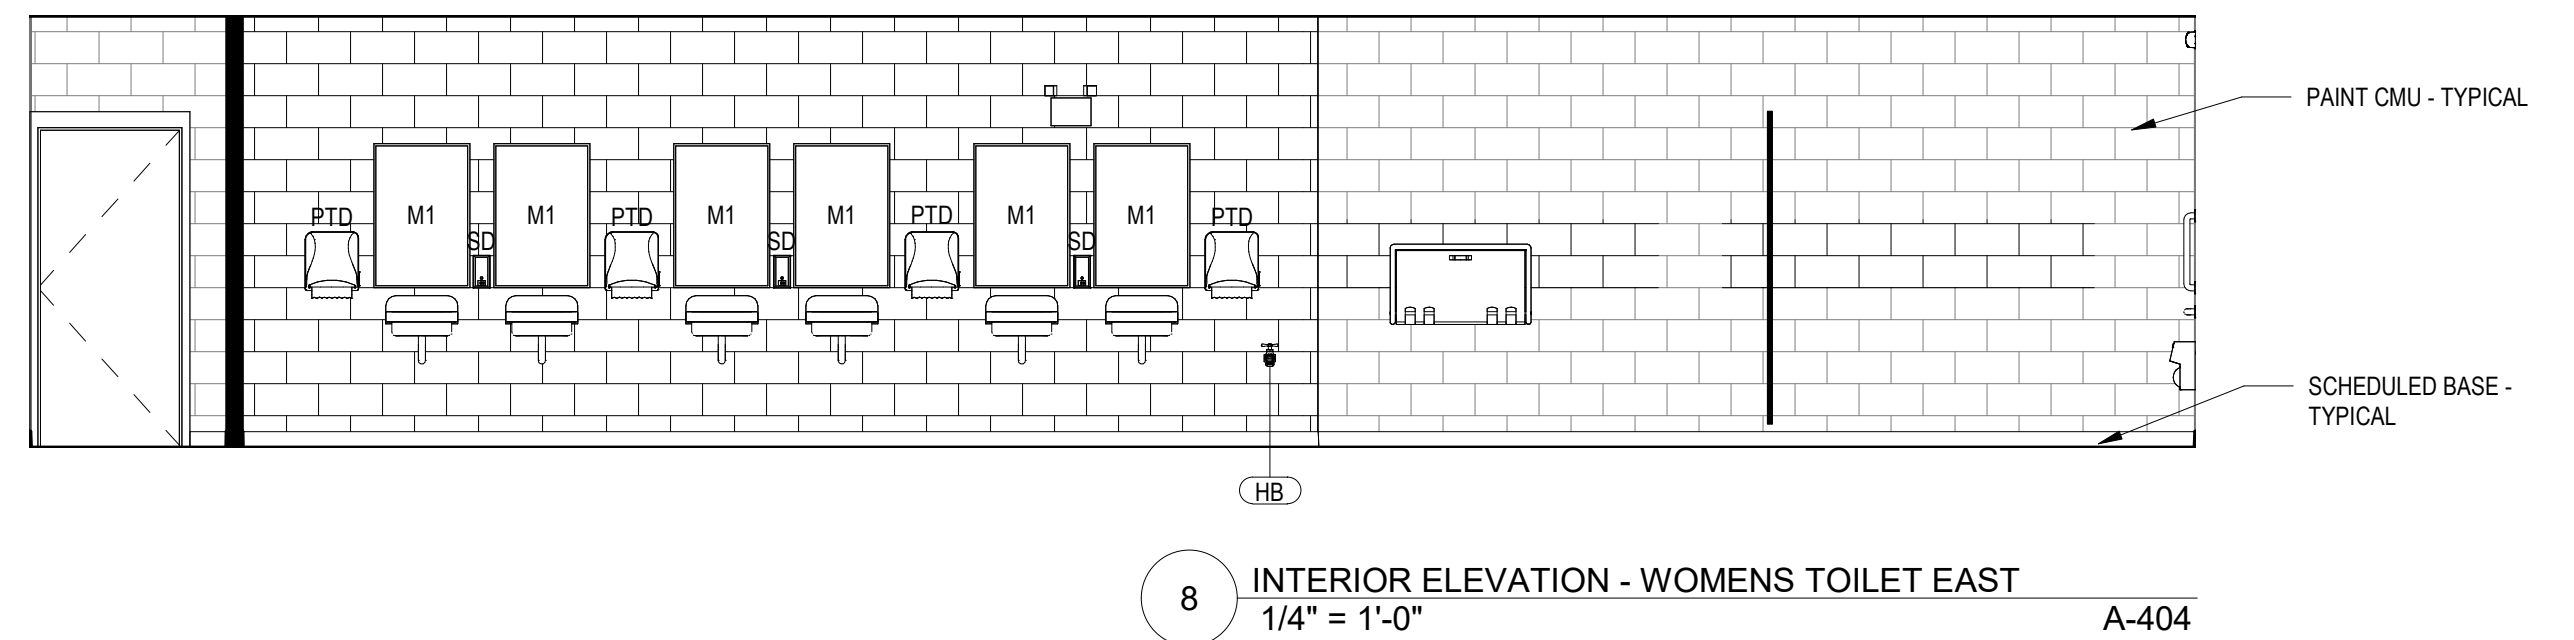 PAINT CMU - TYPICAL
PTD M1 M1 PTD M1 M1 PTD M1 M1 PTD
SD SD SD
SCHEDULED BASE -
TYPICAL
HB
8 INTERIOR ELEVATION - WOMENS TOILET EAST
1/4" = 1'-0" A-404